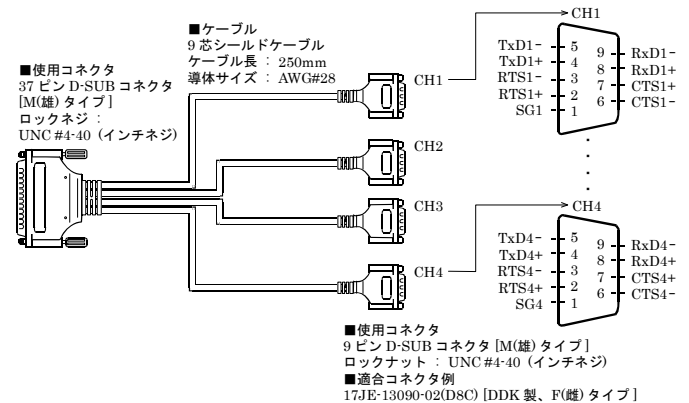 ■使用コネクタ
37 ピン D-SUB コネクタ
[M(雄) タイプ]
ロックネジ :
UNC #4-40 (インチネジ)
■ケーブル
9 芯シールドケーブル
ケーブル長 : 250mm
導体サイズ : AWG#28
CH1
CH2
CH3
CH4
CH1
TxD1-
TxD1+
RTS1-
RTS1+
SG1
5
4
3
2
1
9
8
7
6
RxD1-
RxD1+
CTS1+
CTS1-
CH4
TxD4-
TxD4+
RTS4-
RTS4+
SG4
5
4
3
2
1
9
8
7
6
RxD4-
RxD4+
CTS4+
CTS4-
■使用コネクタ
9 ピン D-SUB コネクタ [M(雄) タイプ]
ロックナット : UNC #4-40 (インチネジ)
■適合コネクタ例
17JE-13090-02(D8C) [DDK 製、F(雌) タイプ]